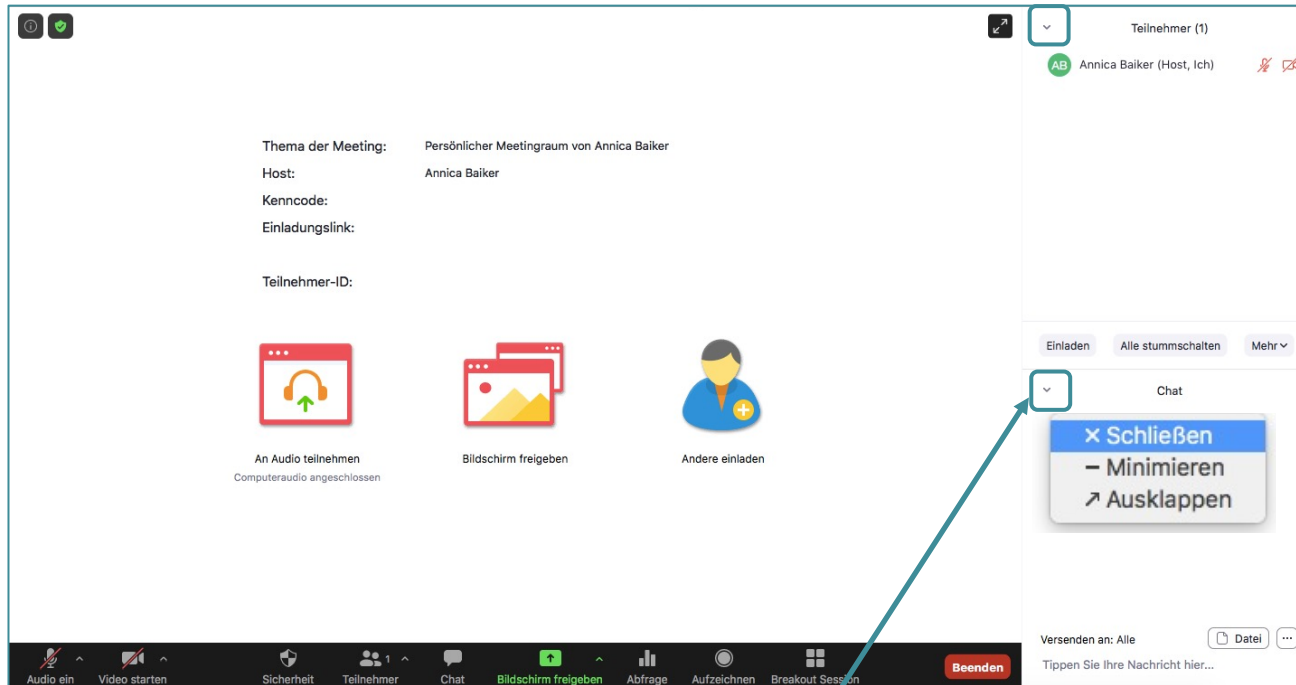 Thema der Meeting: Persönlicher Meetingraum von Annica Baiker
Host: Annica Baiker
Kenncode:
Einladungslink:
Teilnehmer-ID:
An Audio teilnehmen
Computeraudio angeschlossen
Bildschirm freigeben
Andere einladen
Teilnehmer (1)
AB Annica Baiker (Host, Ich)
Einladen Alle stummschalten Mehr
Chat
× Schließen
− Minimieren
↗ Ausklappen
Versenden an: Alle Datei ...
Tippen Sie Ihre Nachricht hier...
Audio ein Video starten Sicherheit Teilnehmer 1 Chat Bildschirm freigeben Abfrage Aufzeichnen Breakout Session Beenden